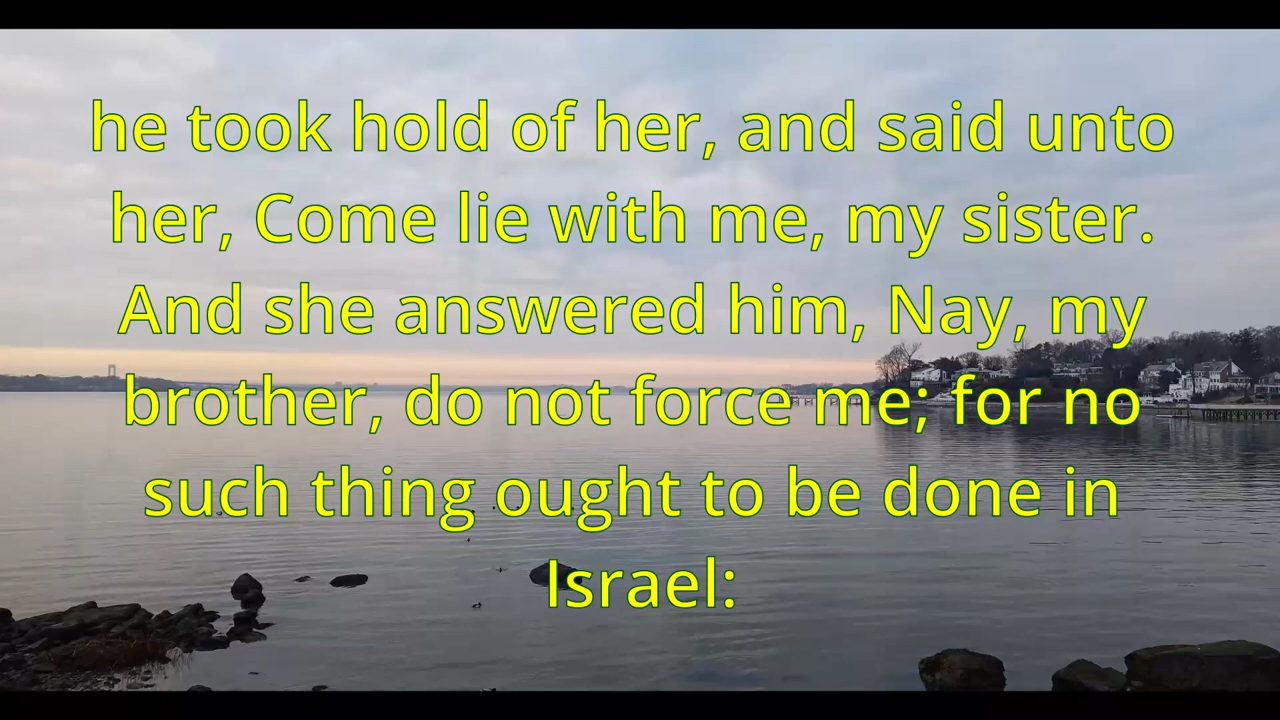 he took hold of her, and said unto
her, Come lie with me, my sister.
And she answered him, Nay, my
brother, do not force me; for no
such thing ought to be done in
Israel: